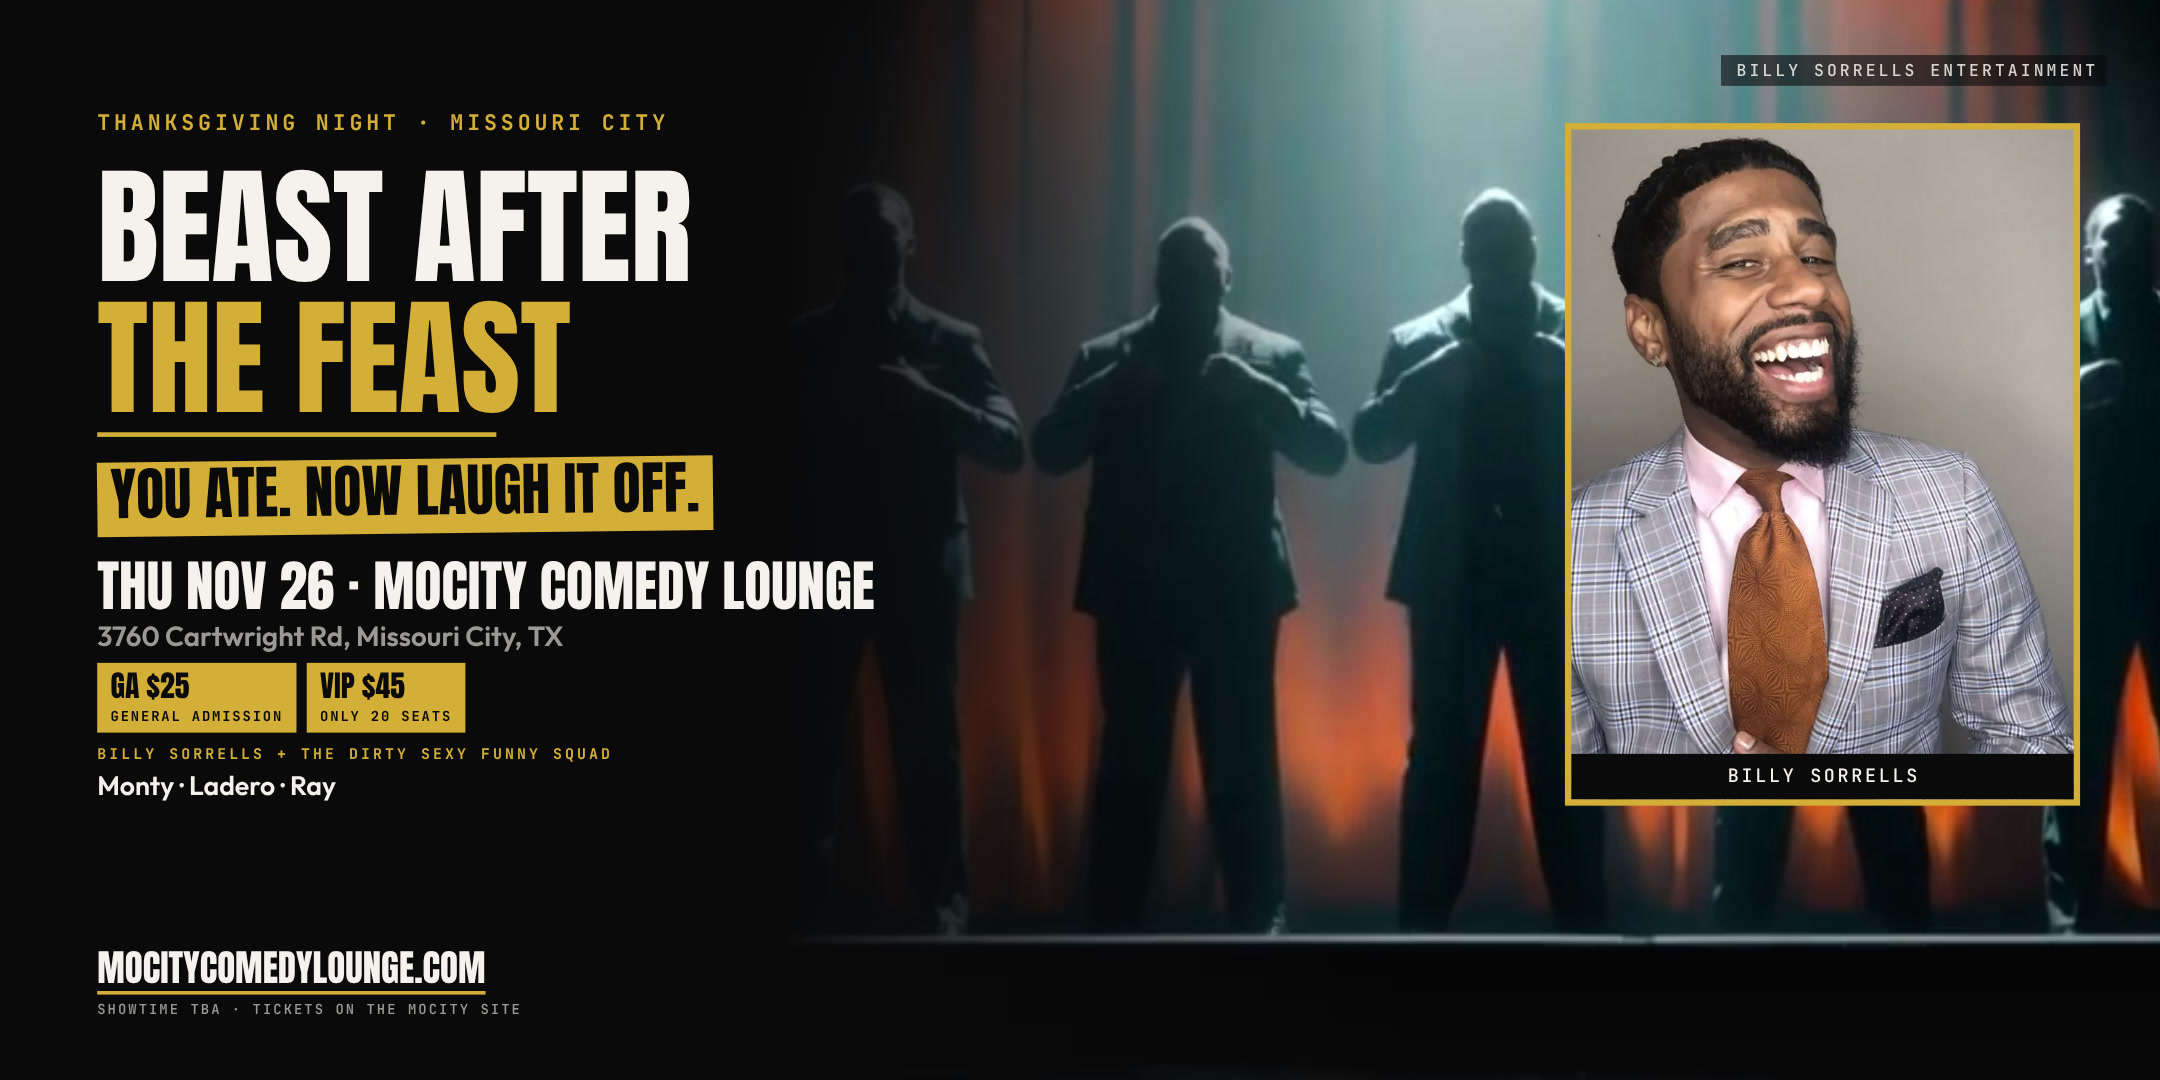 BILLY SORRELLS ENTERTAINMENT
THANKSGIVING NIGHT · MISSOURI CITY
BEAST AFTER
THE FEAST
YOU ATE. NOW LAUGH IT OFF.
THU NOV 26 · MOCITY COMEDY LOUNGE
3760 Cartwright Rd, Missouri City, TX
GA $25
GENERAL ADMISSION
VIP $45
ONLY 20 SEATS
BILLY SORRELLS + THE DIRTY SEXY FUNNY SQUAD
Monty · Ladero · Ray
BILLY SORRELLS
MOCITYCOMEDYLOUNGE.COM
SHOWTIME TBA · TICKETS ON THE MOCITY SITE